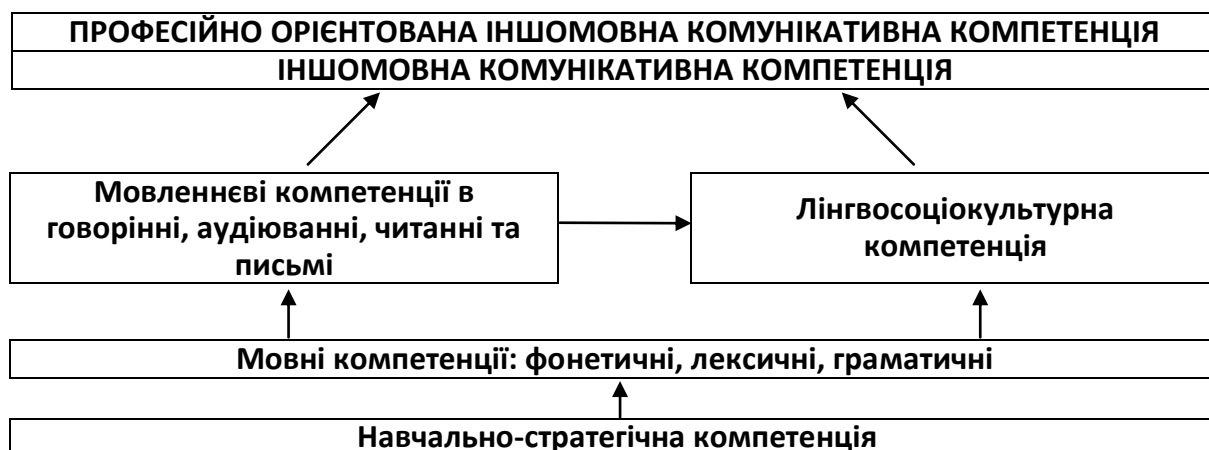 ПРОФЕСІЙНО ОРІЄНТОВАНА ІНШОМОВНА КОМУНІКАТИВНА КОМПЕТЕНЦІЯ
ІНШОМОВНА КОМУНІКАТИВНА КОМПЕТЕНЦІЯ
Мовленнєві компетенції в
говорінні, аудіюванні, читанні та
письмі
Лінгвосоціокультурна
компетенція
Мовні компетенції: фонетичні, лексичні, граматичні
Навчально-стратегічна компетенція